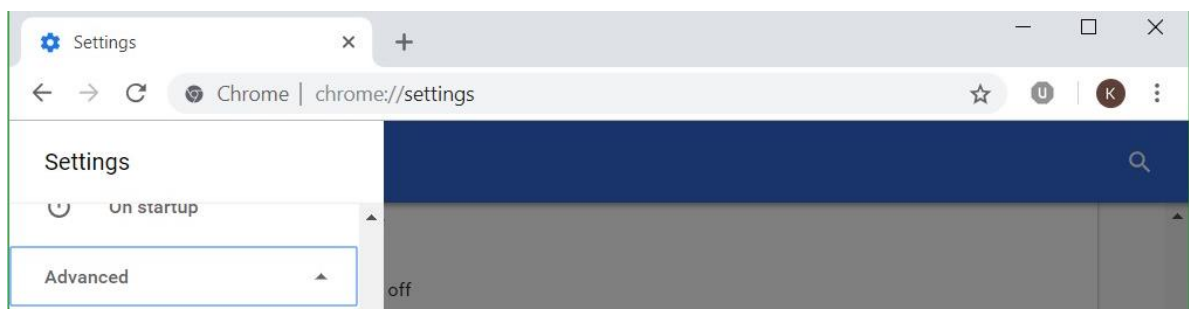 Settings
Chrome | chrome://settings
U
K
Settings
On startup
Advanced
off